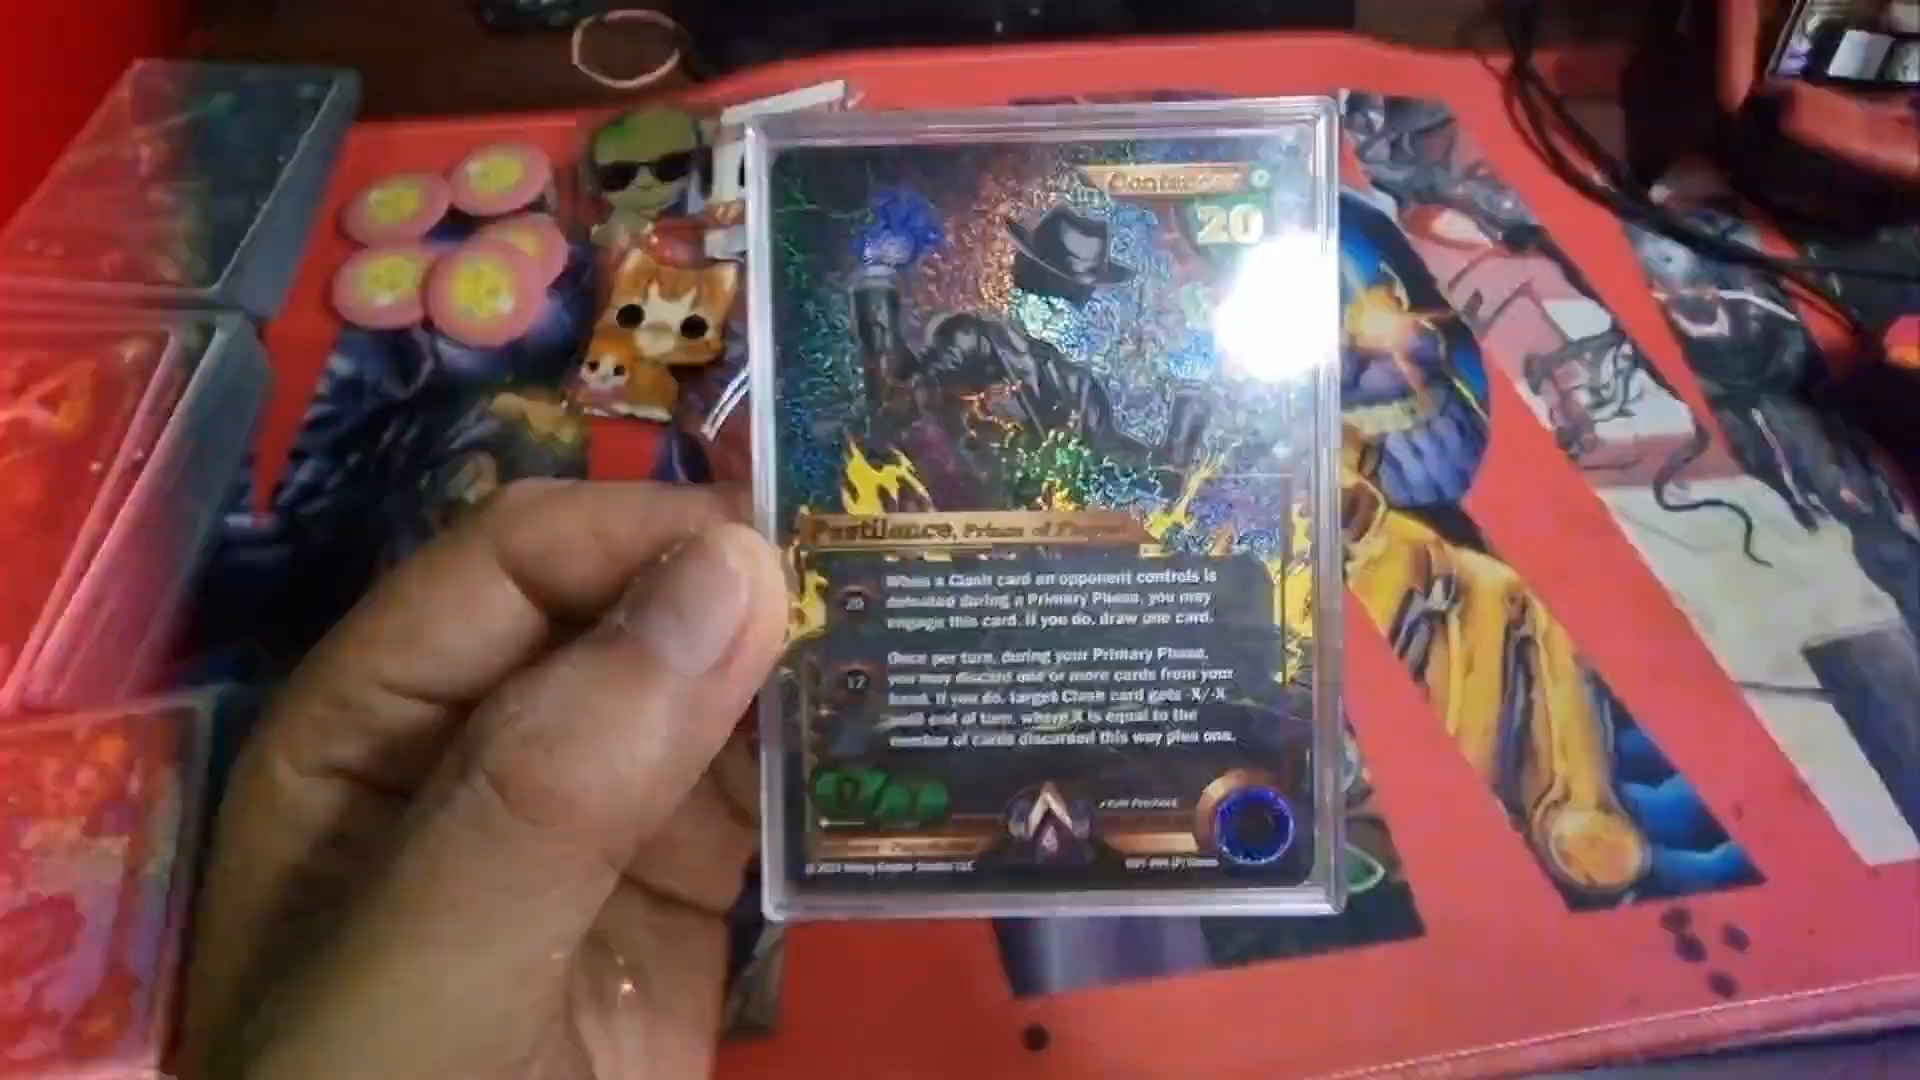 Contender
20
Pestilence, Prince of
20
When a Clash card an opponent controls is
defeated during a Primary Phase, you may
engage this card. If you do, draw one card.
12
Once per turn, during your Primary Phase,
you may discard one or more cards from your
hand. If you do, target Clash card gets -X/-X
until end of turn, where X is equal to the
number of cards discarded this way plus one.